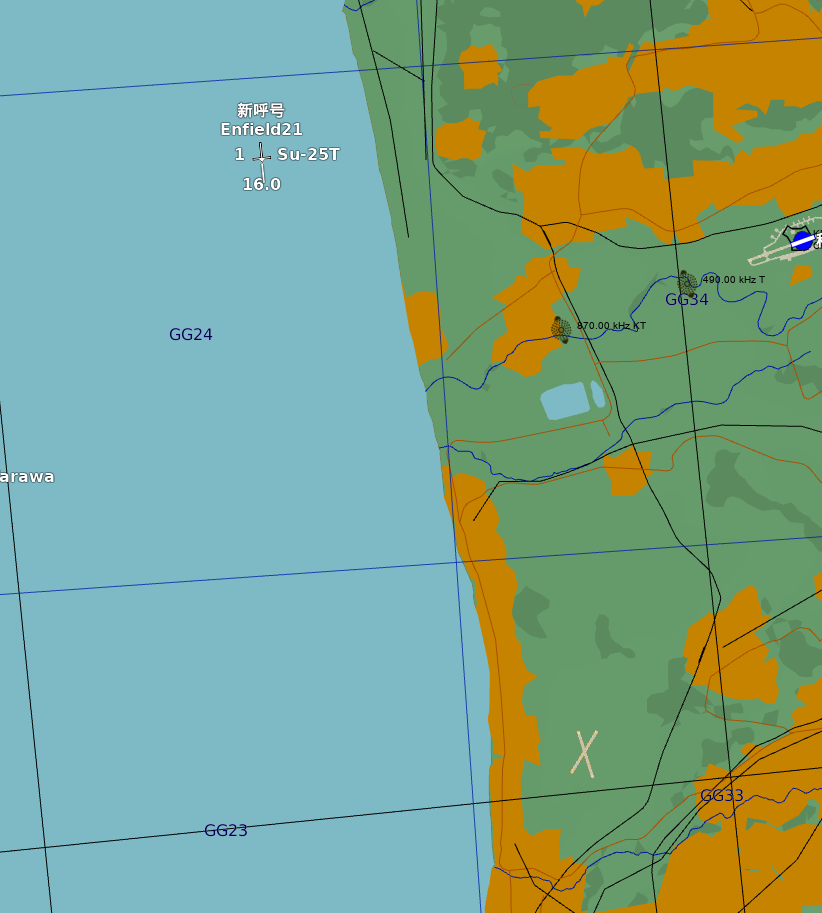 新呼号
Enfield21
1 Su-25T
16.0
490.00 kHz T
GG34
870.00 kHz KT
GG24
arawa
GG33
GG23